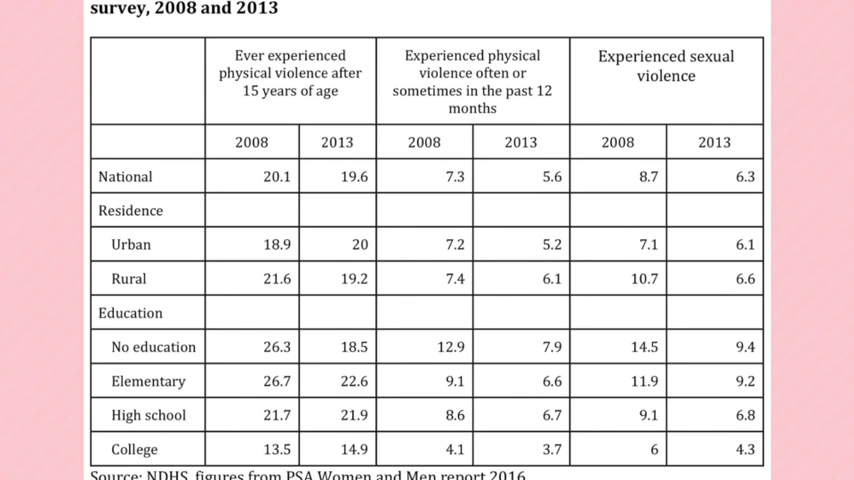 survey, 2008 and 2013
Ever experienced physical violence after 15 years of age | Experienced physical violence often or sometimes in the past 12 months | Experienced sexual violence
2008 2013 2008 2013 2008 2013
National 20.1 19.6 7.3 5.6 8.7 6.3
Residence
Urban 18.9 20 7.2 5.2 7.1 6.1
Rural 21.6 19.2 7.4 6.1 10.7 6.6
Education
No education 26.3 18.5 12.9 7.9 14.5 9.4
Elementary 26.7 22.6 9.1 6.6 11.9 9.2
High school 21.7 21.9 8.6 6.7 9.1 6.8
College 13.5 14.9 4.1 3.7 6 4.3
Source: NDHS, figures from PSA Women and Men report 2016